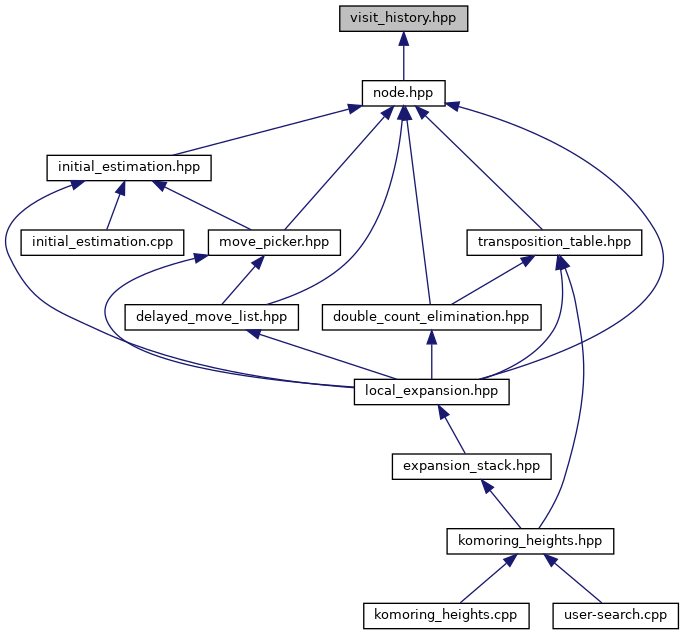 visit_history.hpp
node.hpp
initial_estimation.hpp
initial_estimation.cpp
move_picker.hpp
transposition_table.hpp
delayed_move_list.hpp
double_count_elimination.hpp
local_expansion.hpp
expansion_stack.hpp
komoring_heights.hpp
komoring_heights.cpp
user-search.cpp